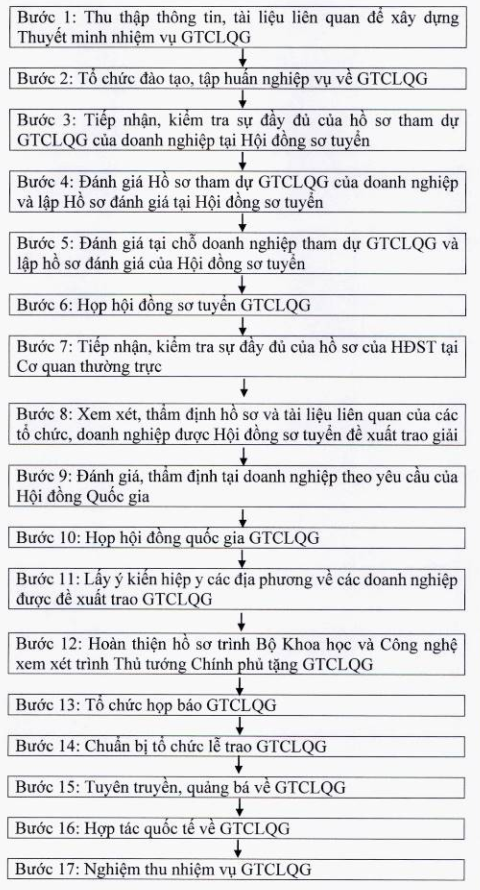 Bước 1: Thu thập thông tin, tài liệu liên quan để xây dựng
Thuyết minh nhiệm vụ GTCLQG
Bước 2: Tổ chức đào tạo, tập huấn nghiệp vụ về GTCLQG
Bước 3: Tiếp nhận, kiểm tra sự đầy đủ của hồ sơ tham dự
GTCLQG của doanh nghiệp tại Hội đồng sơ tuyển
Bước 4: Đánh giá Hồ sơ tham dự GTCLQG của doanh nghiệp
và lập Hồ sơ đánh giá tại Hội đồng sơ tuyển
Bước 5: Đánh giá tại chỗ doanh nghiệp tham dự GTCLQG và
lập hồ sơ đánh giá của Hội đồng sơ tuyển
Bước 6: Họp hội đồng sơ tuyển GTCLQG
Bước 7: Tiếp nhận, kiểm tra sự đầy đủ của hồ sơ của HĐST tại
Cơ quan thường trực
Bước 8: Xem xét, thẩm định hồ sơ và tài liệu liên quan của các
tổ chức, doanh nghiệp được Hội đồng sơ tuyển đề xuất trao giải
Bước 9: Đánh giá, thẩm định tại doanh nghiệp theo yêu cầu của
Hội đồng Quốc gia
Bước 10: Họp hội đồng quốc gia GTCLQG
Bước 11: Lấy ý kiến hiệp y các địa phương về các doanh nghiệp
được đề xuất trao GTCLQG
Bước 12: Hoàn thiện hồ sơ trình Bộ Khoa học và Công nghệ
xem xét trình Thủ tướng Chính phủ tặng GTCLQG
Bước 13: Tổ chức họp báo GTCLQG
Bước 14: Chuẩn bị tổ chức lễ trao GTCLQG
Bước 15: Tuyên truyền, quảng bá về GTCLQG
Bước 16: Hợp tác quốc tế về GTCLQG
Bước 17: Nghiệm thu nhiệm vụ GTCLQG